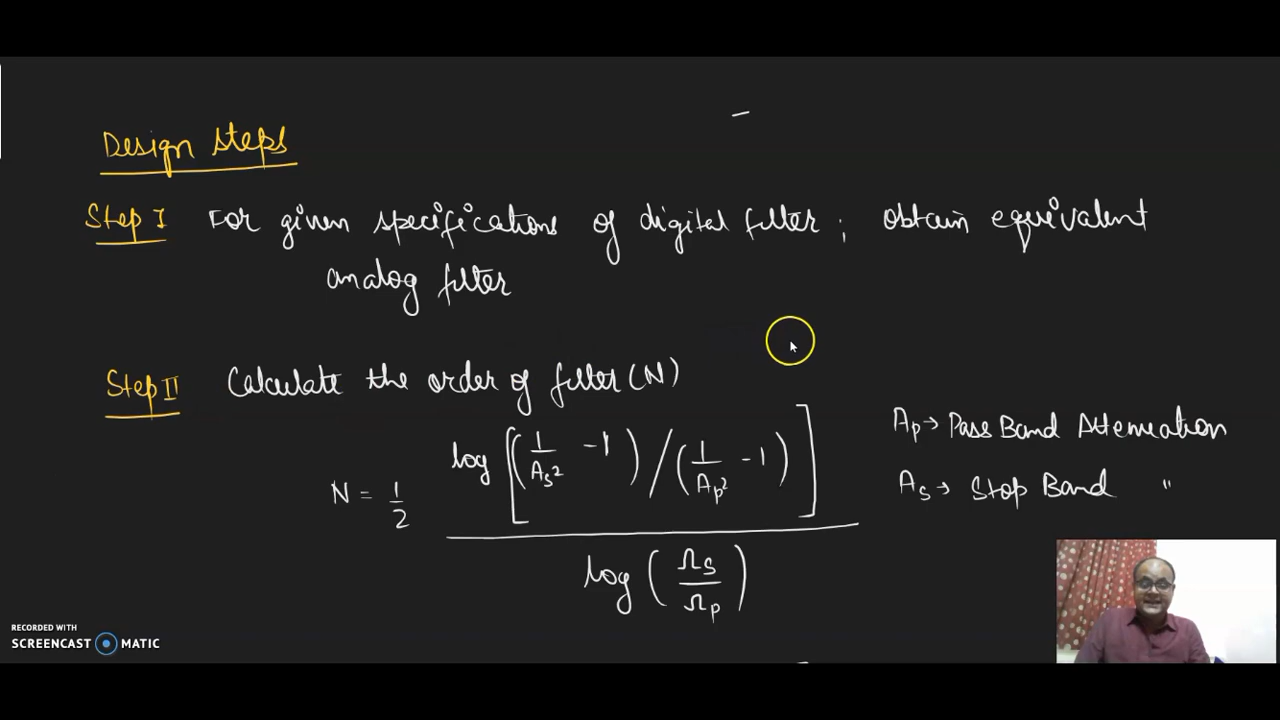 Design Steps
Step I For given specifications of digital filter ; obtain equivalent
analog filter
Step II Calculate the order of filter (N)
N = 1/2 log [ (1/As² - 1) / (1/Ap² - 1) ] / log ( Ωs / Ωp )
Ap → Pass Band Attenuation
As → Stop Band "
RECORDED WITH
SCREENCAST MATIC